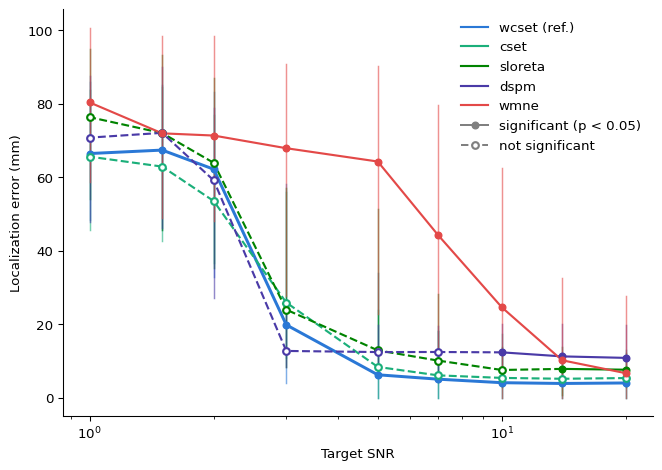 100
80
60
40
20
0
Localization error (mm)
wcset (ref.)
cset
sloreta
dspm
wmne
significant (p < 0.05)
not significant
10⁰
10¹
Target SNR